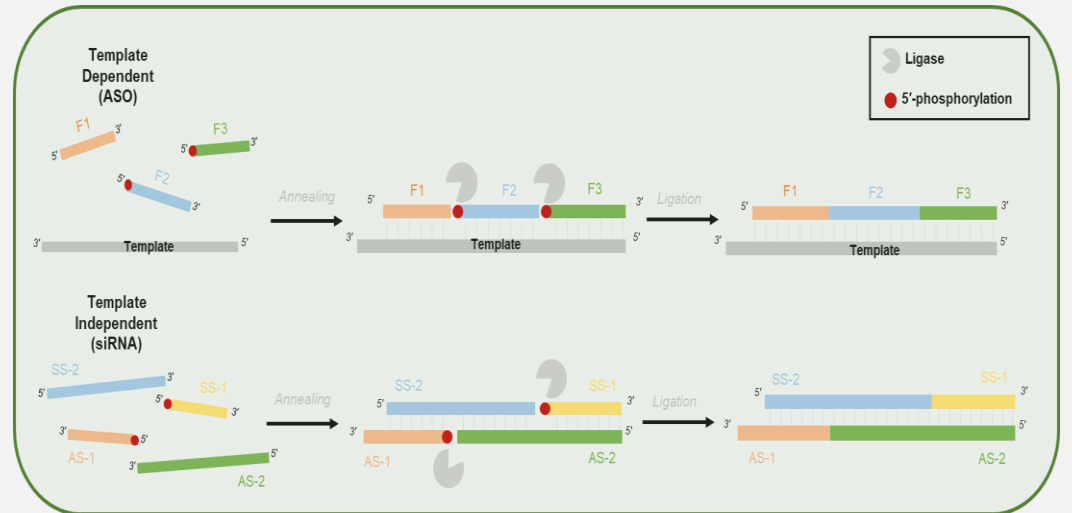 Template
Dependent
(ASO)
Ligase
5'-phosphorylation
F1
3'
5'
F3
5'
3'
5'
F2
3'
3'
Template
5'
Annealing
5'
F1
F2
F3
3'
3'
Template
5'
Ligation
5'
F1
F2
F3
3'
3'
Template
5'
Template
Independent
(siRNA)
SS-2
3'
5'
SS-1
5'
3'
3'
5'
AS-1
3'
5'
AS-2
Annealing
5'
SS-2
SS-1
3'
3'
5'
AS-1
AS-2
Ligation
5'
SS-2
SS-1
3'
3'
5'
AS-1
AS-2